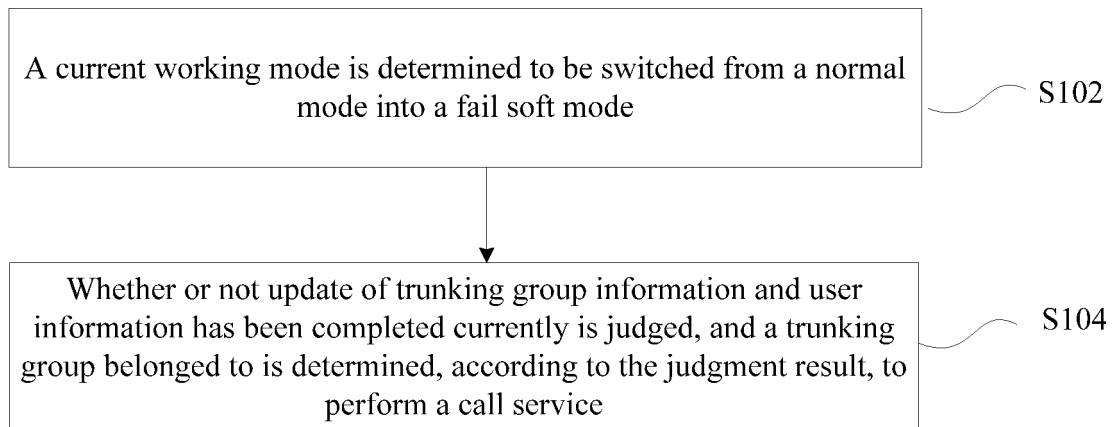 A current working mode is determined to be switched from a normal
mode into a fail soft mode
S102
Whether or not update of trunking group information and user
information has been completed currently is judged, and a trunking
group belonged to is determined, according to the judgment result, to
perform a call service
S104